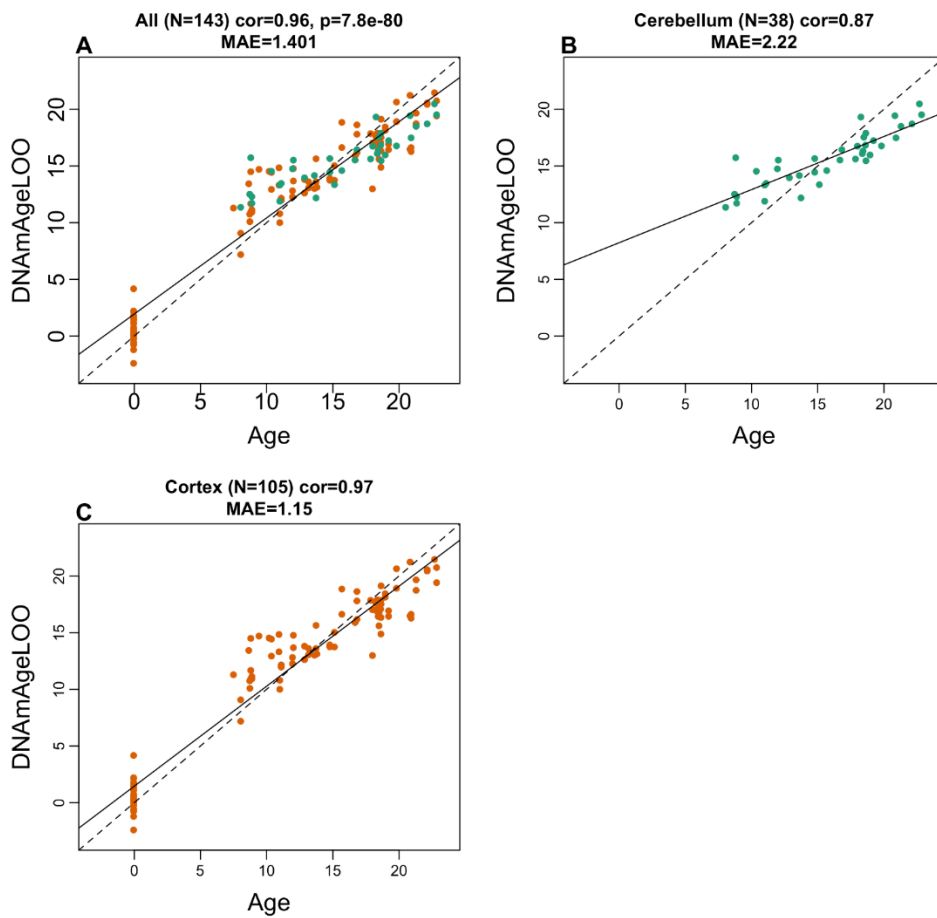 All (N=143) cor=0.96, p=7.8e-80
MAE=1.401
A
DNAmAgeLOO
20
15
10
5
0
0 5 10 15 20
Age
Cerebellum (N=38) cor=0.87
MAE=2.22
B
DNAmAgeLOO
20
15
10
5
0
0 5 10 15 20
Age
Cortex (N=105) cor=0.97
MAE=1.15
C
DNAmAgeLOO
20
15
10
5
0
0 5 10 15 20
Age